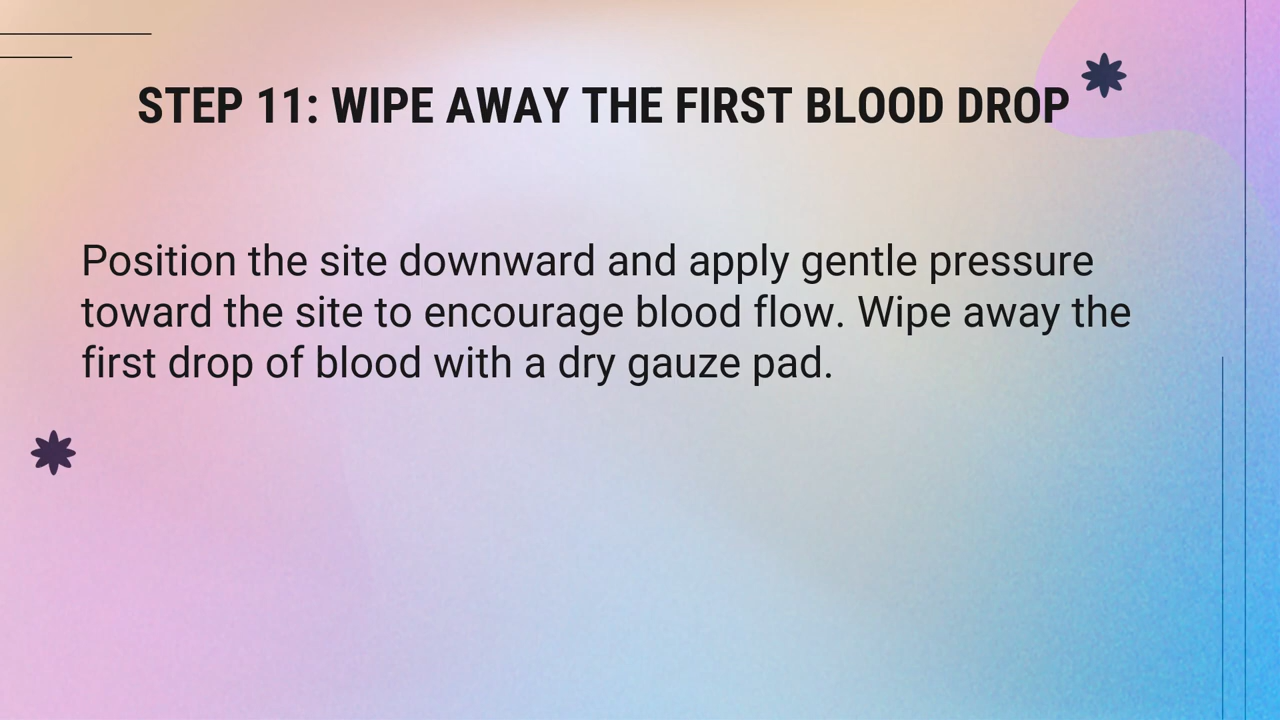 STEP 11: WIPE AWAY THE FIRST BLOOD DROP
Position the site downward and apply gentle pressure
toward the site to encourage blood flow. Wipe away the
first drop of blood with a dry gauze pad.